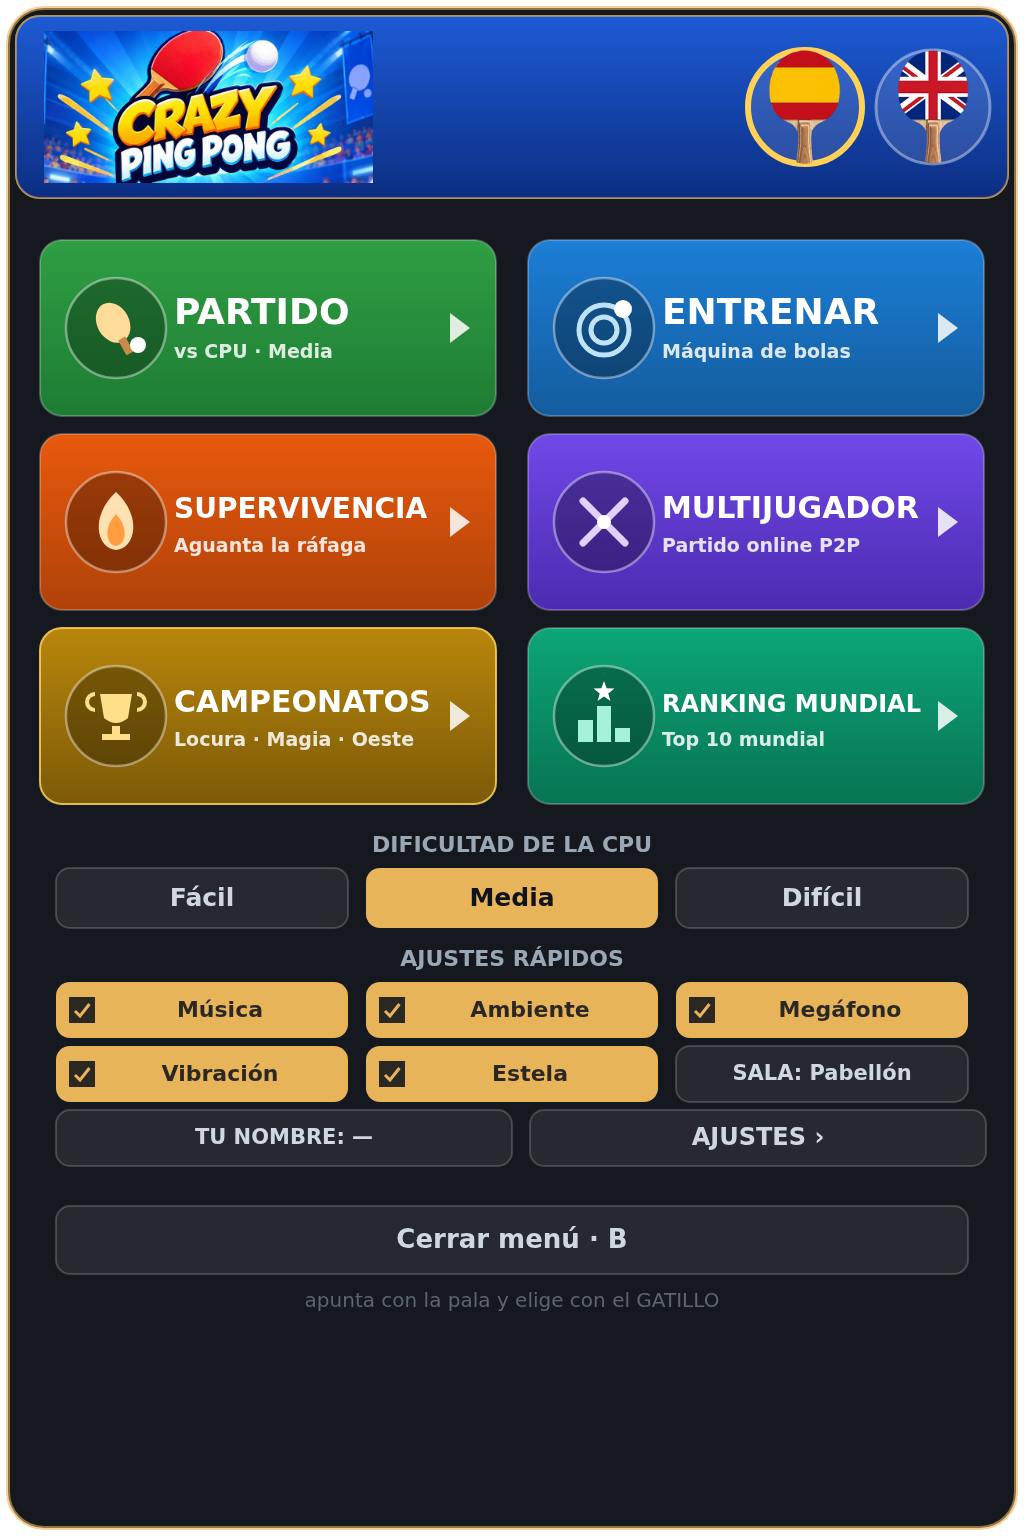 CRAZY
PING PONG
PARTIDO
vs CPU · Media
ENTRENAR
Máquina de bolas
SUPERVIVENCIA
Aguanta la ráfaga
MULTIJUGADOR
Partido online P2P
CAMPEONATOS
Locura · Magia · Oeste
RANKING MUNDIAL
Top 10 mundial
DIFICULTAD DE LA CPU
Fácil
Media
Difícil
AJUSTES RÁPIDOS
Música
Ambiente
Megáfono
Vibración
Estela
SALA: Pabellón
TU NOMBRE: —
AJUSTES ›
Cerrar menú · B
apunta con la pala y elige con el GATILLO